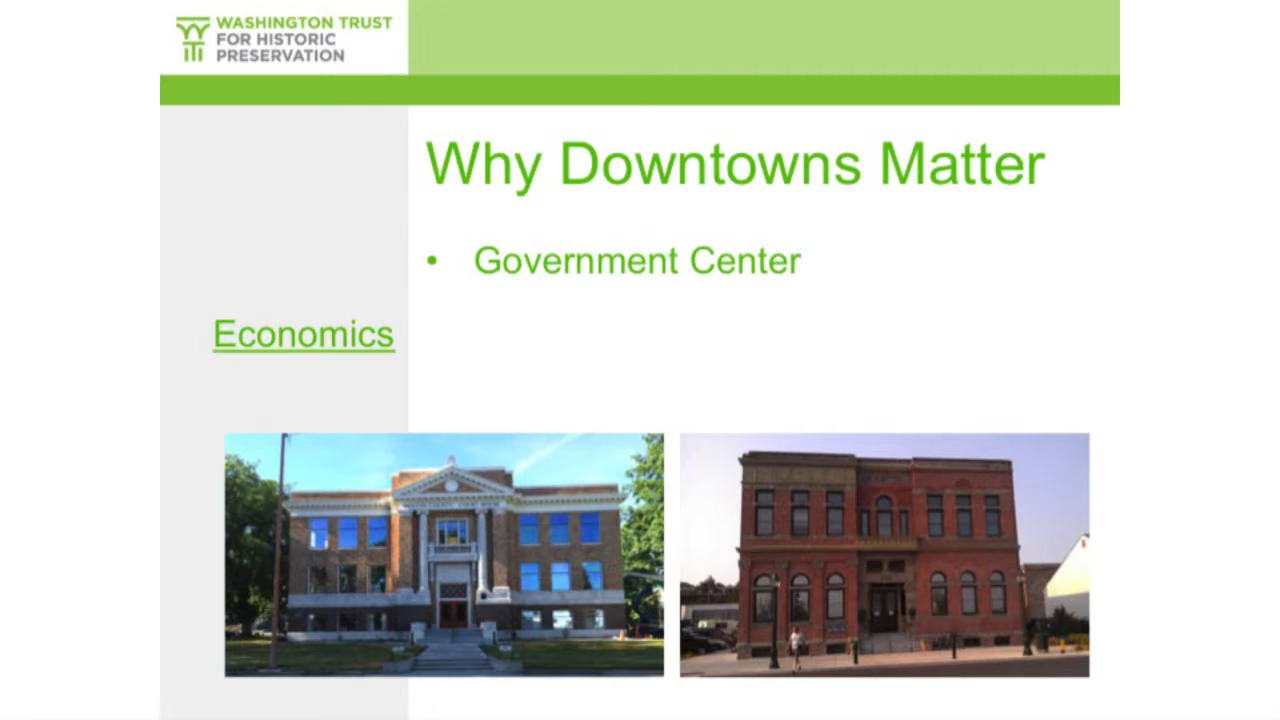 WASHINGTON TRUST
FOR HISTORIC
PRESERVATION
Why Downtowns Matter
• Government Center
Economics